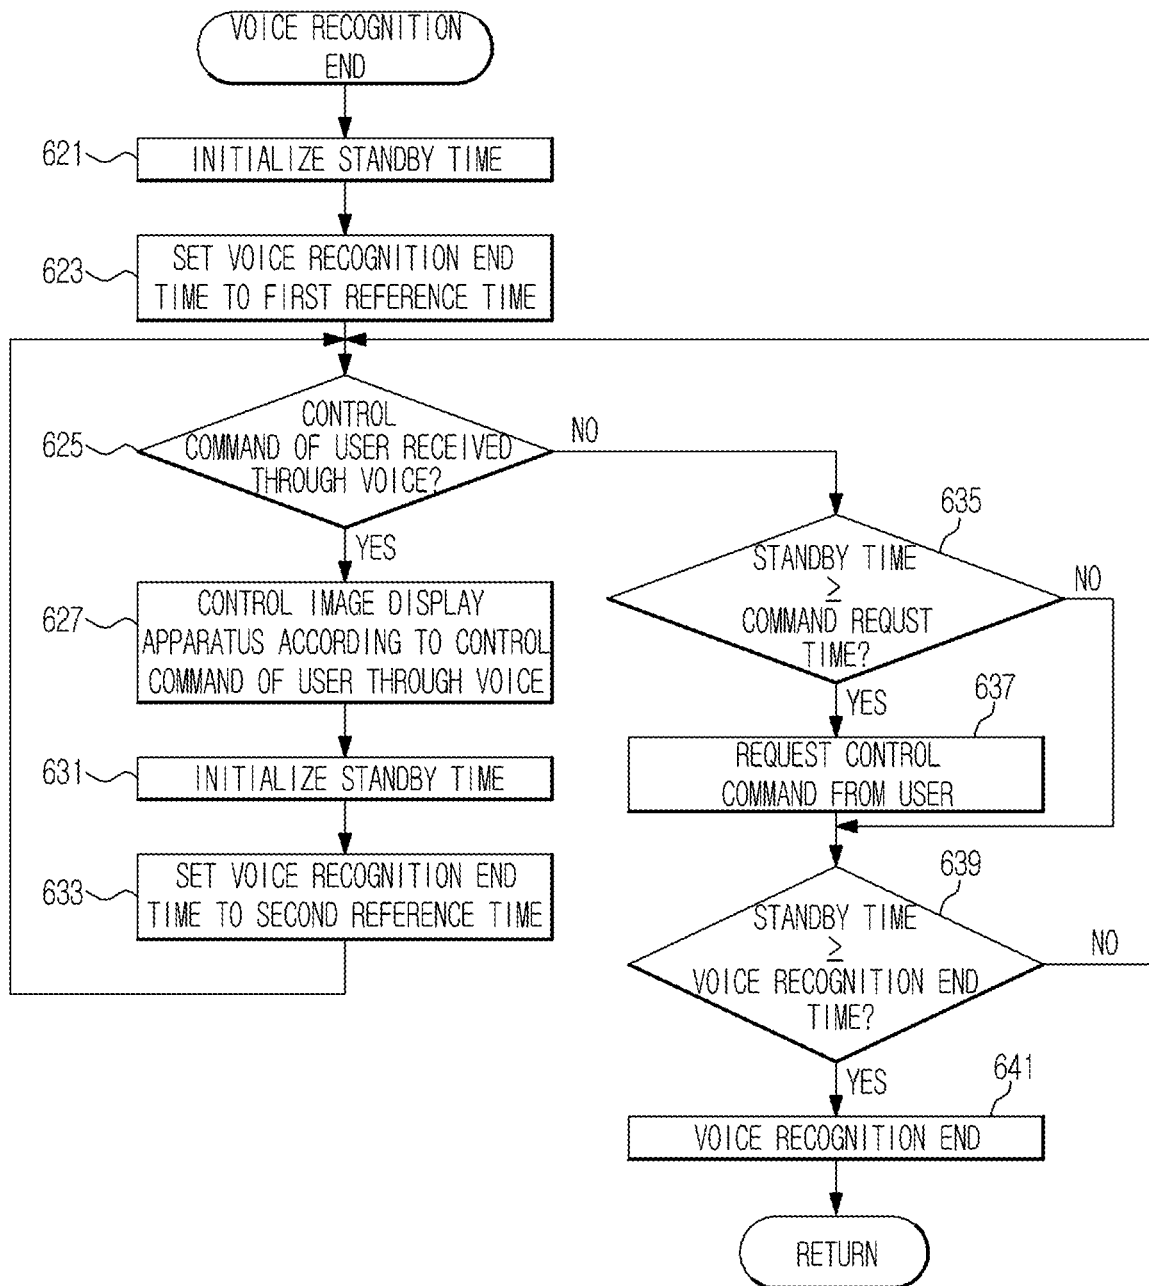 VOICE RECOGNITION
END
621
INITIALIZE STANDBY TIME
623
SET VOICE RECOGNITION END
TIME TO FIRST REFERENCE TIME
625
CONTROL
COMMAND OF USER RECEIVED
THROUGH VOICE?
NO
YES
627
CONTROL IMAGE DISPLAY
APPARATUS ACCORDING TO CONTROL
COMMAND OF USER THROUGH VOICE
631
INITIALIZE STANDBY TIME
633
SET VOICE RECOGNITION END
TIME TO SECOND REFERENCE TIME
635
STANDBY TIME
≥
COMMAND REQUST
TIME?
NO
YES
637
REQUEST CONTROL
COMMAND FROM USER
639
STANDBY TIME
≥
VOICE RECOGNITION END
TIME?
NO
YES
641
VOICE RECOGNITION END
RETURN